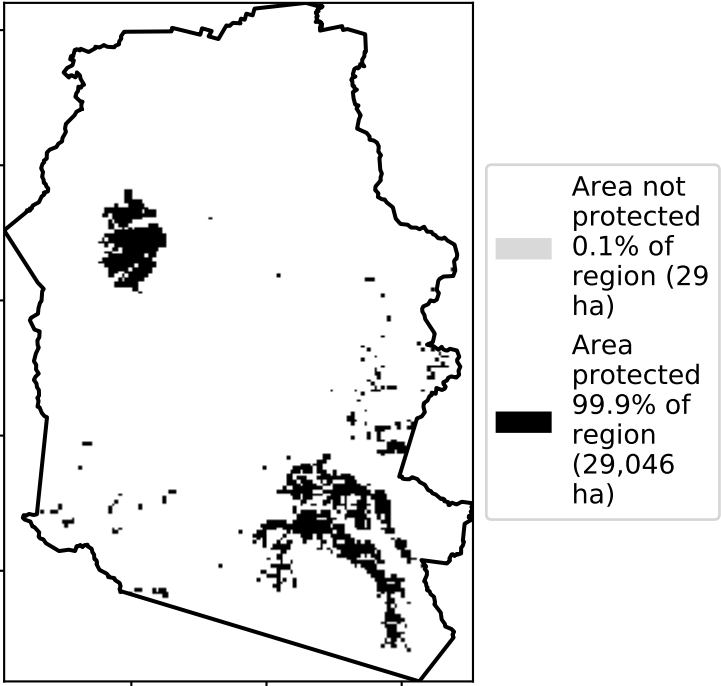 Area not
protected
0.1% of
region (29
ha)
Area
protected
99.9% of
region
(29,046
ha)